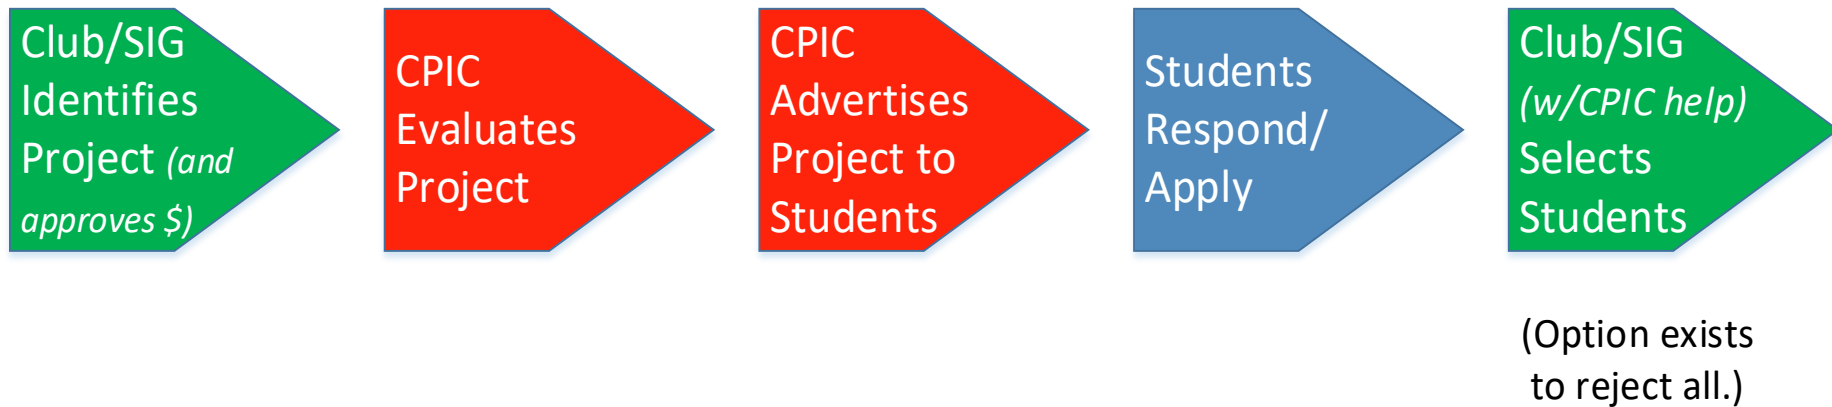 Club/SIG
Identifies
Project (and
approves $)
CPIC
Evaluates
Project
CPIC
Advertises
Project to
Students
Students
Respond/
Apply
Club/SIG
(w/CPIC help)
Selects
Students
(Option exists
to reject all.)